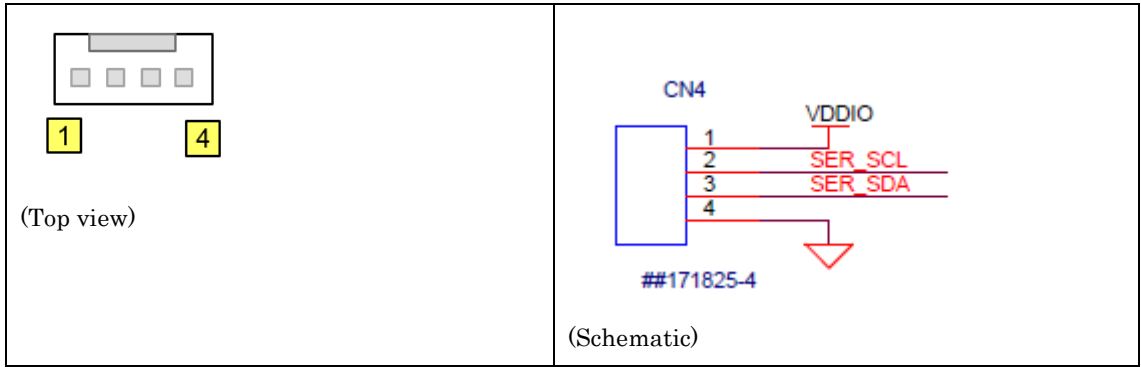 1
4
(Top view)
CN4
VDDIO
1
2 SER_SCL
3 SER_SDA
4
##171825-4
(Schematic)